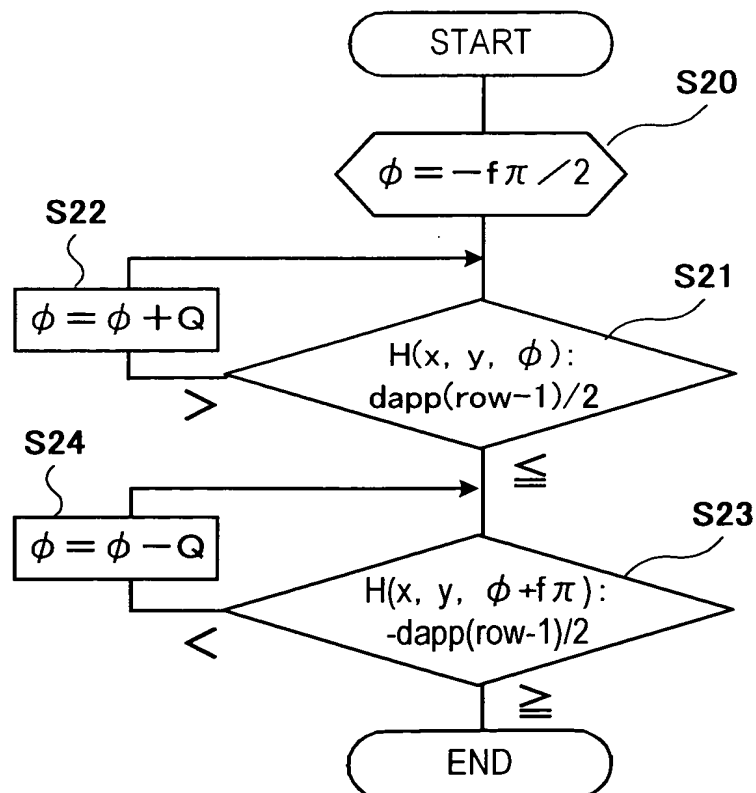 START
S20
ϕ = −fπ／2
S22
ϕ = ϕ + Q
S21
H(x, y, ϕ):
dapp(row−1)/2
>
≦
S24
ϕ = ϕ − Q
S23
H(x, y, ϕ+fπ):
-dapp(row-1)/2
<
≧
END